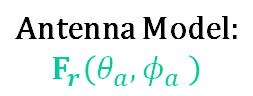 Antenna Model:
𝐅ᵣ(θₐ, ϕₐ )